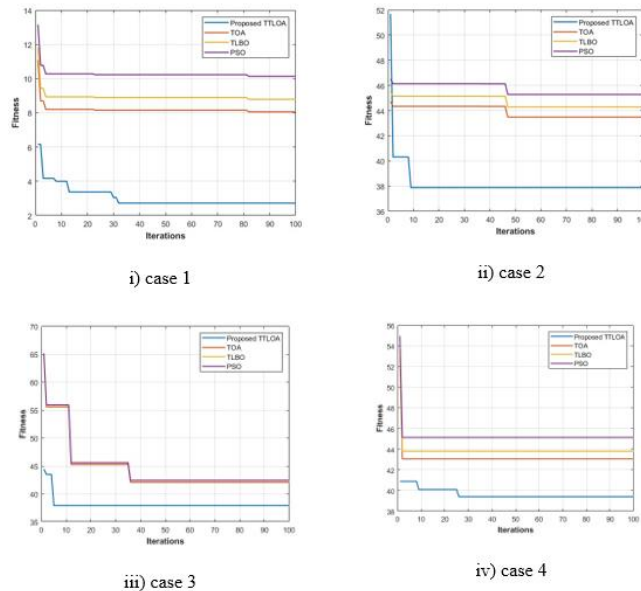 14
12
10
8
6
4
2
0
10
20
30
40
50
60
70
80
90
100
Fitness
Iterations
Proposed TTLOA
TOA
TLBO
PSO
i) case 1
52
50
48
46
44
42
40
38
36
0
10
20
30
40
50
60
70
80
90
100
Fitness
Iterations
Proposed TTLOA
TOA
TLBO
PSO
ii) case 2
70
65
60
55
50
45
40
35
0
10
20
30
40
50
60
70
80
90
100
Fitness
Iterations
Proposed TTLOA
TOA
TLBO
PSO
iii) case 3
56
54
52
50
48
46
44
42
40
38
0
10
20
30
40
50
60
70
80
90
100
Fitness
Iterations
Proposed TTLOA
TOA
TLBO
PSO
iv) case 4